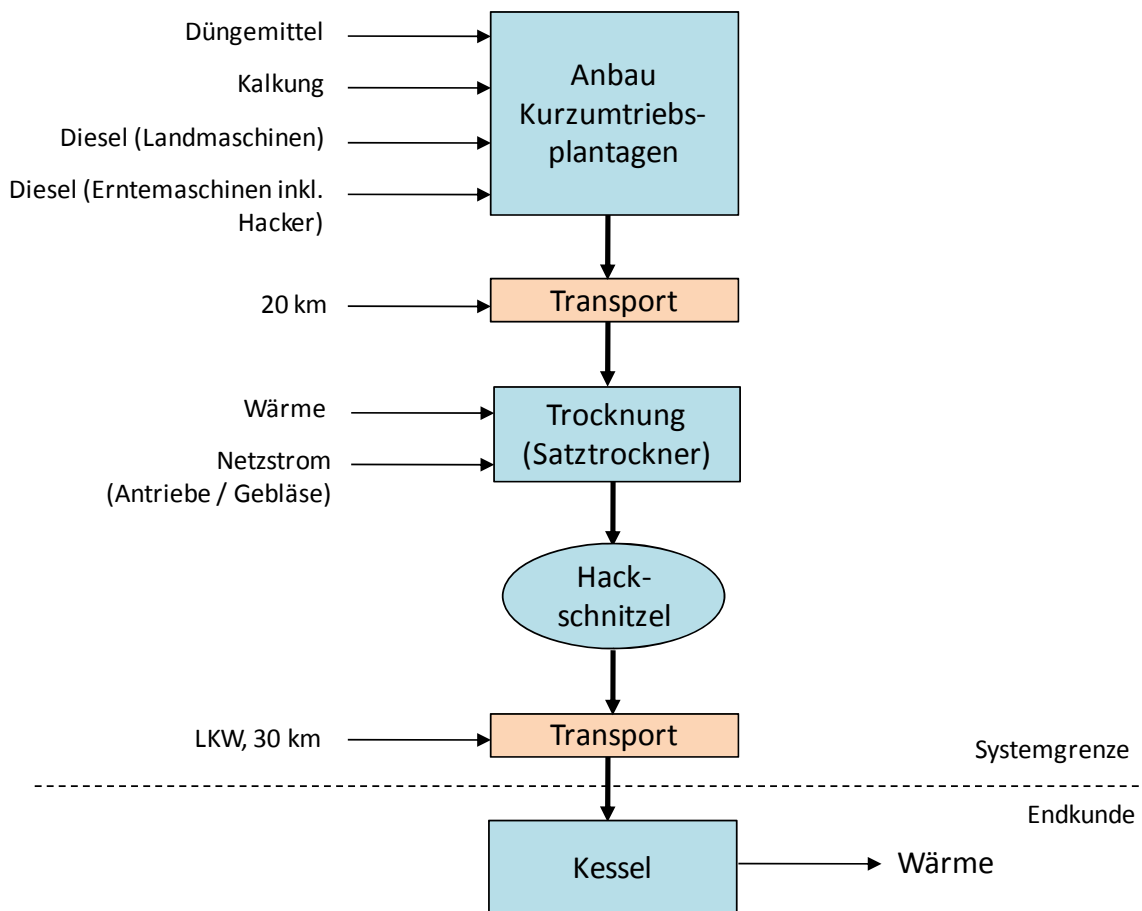 Düngemittel
Kalkung
Diesel (Landmaschinen)
Diesel (Erntemaschinen inkl.
Hacker)
Anbau
Kurzumtriebs-
plantagen
20 km
Transport
Wärme
Netzstrom
(Antriebe / Gebläse)
Trocknung
(Satztrockner)
Hack-
schnitzel
LKW, 30 km
Transport
Systemgrenze
Endkunde
Kessel
Wärme